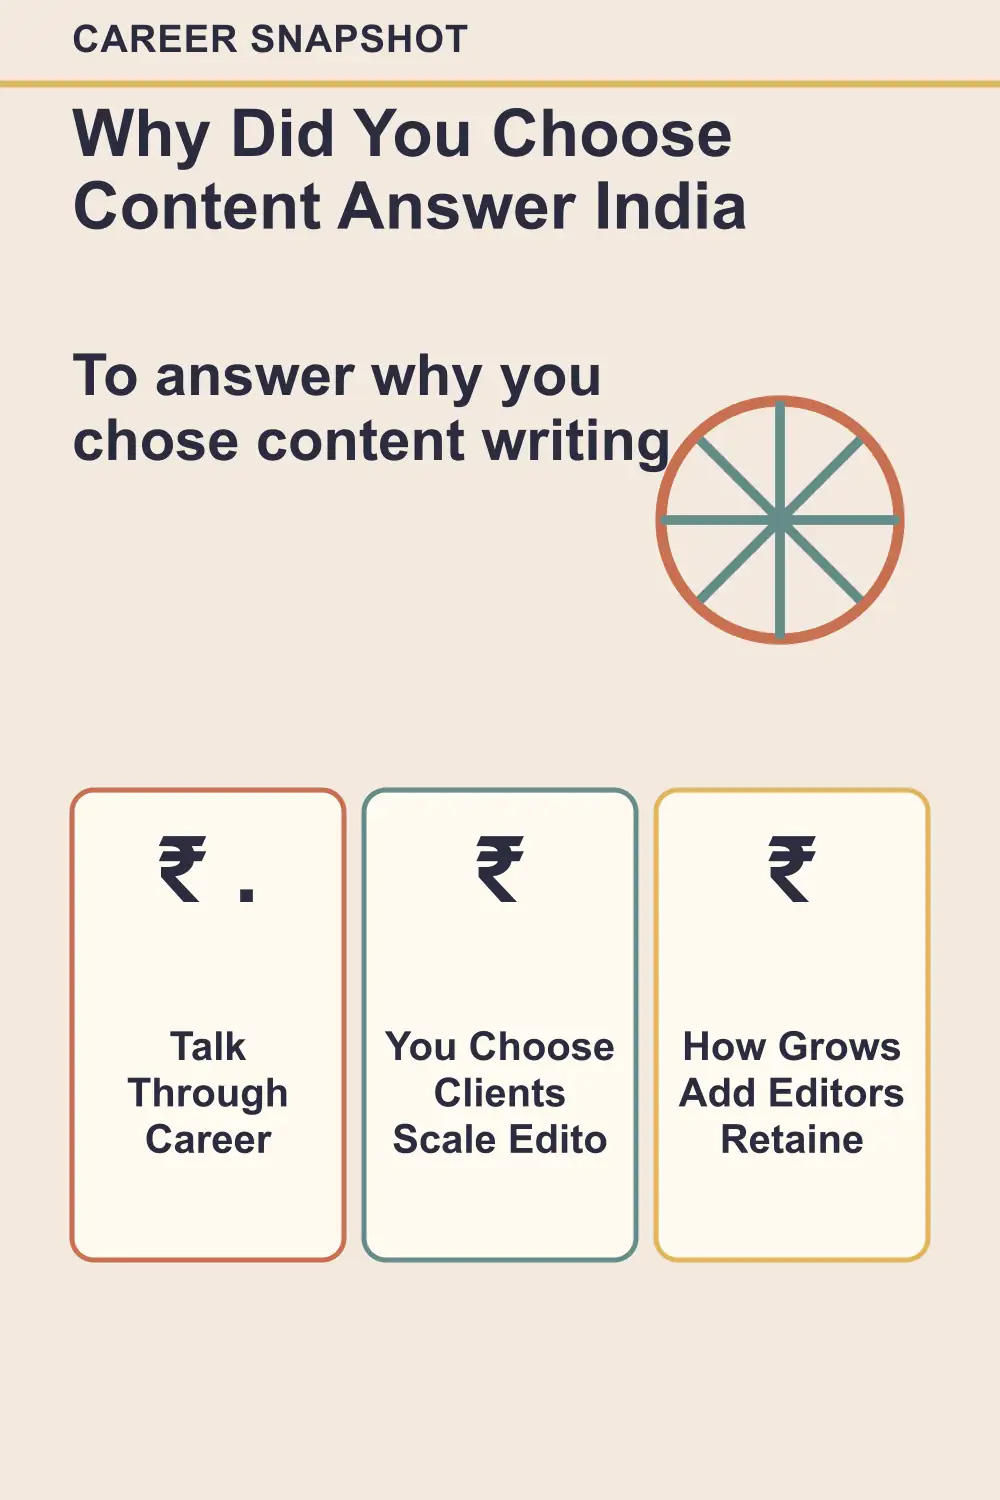 CAREER SNAPSHOT
Why Did You Choose
Content Answer India
To answer why you
chose content writing
₹ .
Talk
Through
Career
₹
You Choose
Clients
Scale Edito
₹
How Grows
Add Editors
Retaine